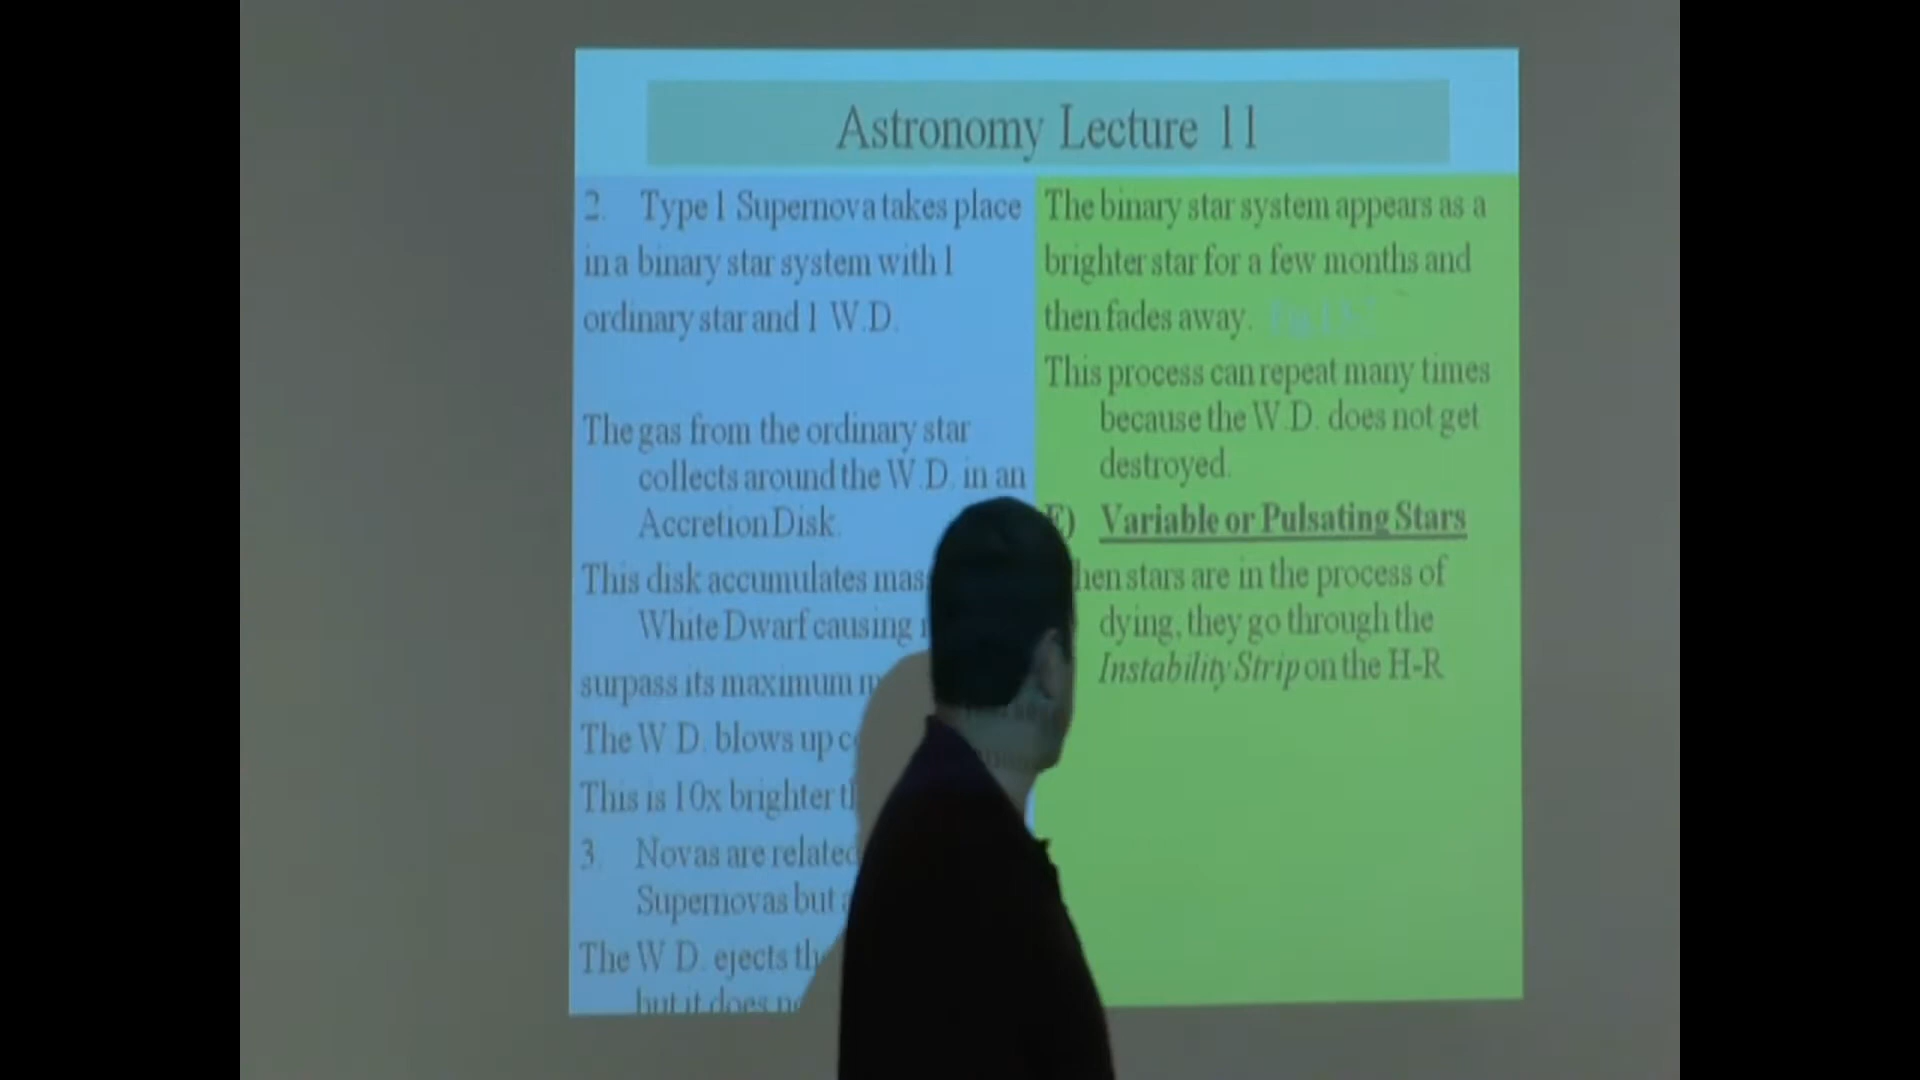 Astronomy Lecture 11
2. Type 1 Supernova takes place
in a binary star system with 1
ordinary star and 1 W.D.
The gas from the ordinary star
collects around the W.D. in an
Accretion Disk.
This disk accumulates
White Dwarf causing
surpass its maximum
The W.D. blows up
This is 10x brighter
3. Novas are related
Supernovas but
The W.D. ejects
but it does
The binary star system appears as a
brighter star for a few months and
then fades away.
This process can repeat many times
because the W.D. does not get
destroyed.
E) Variable or Pulsating Stars
stars are in the process of
dying, they go through the
Instability Strip on the H-R